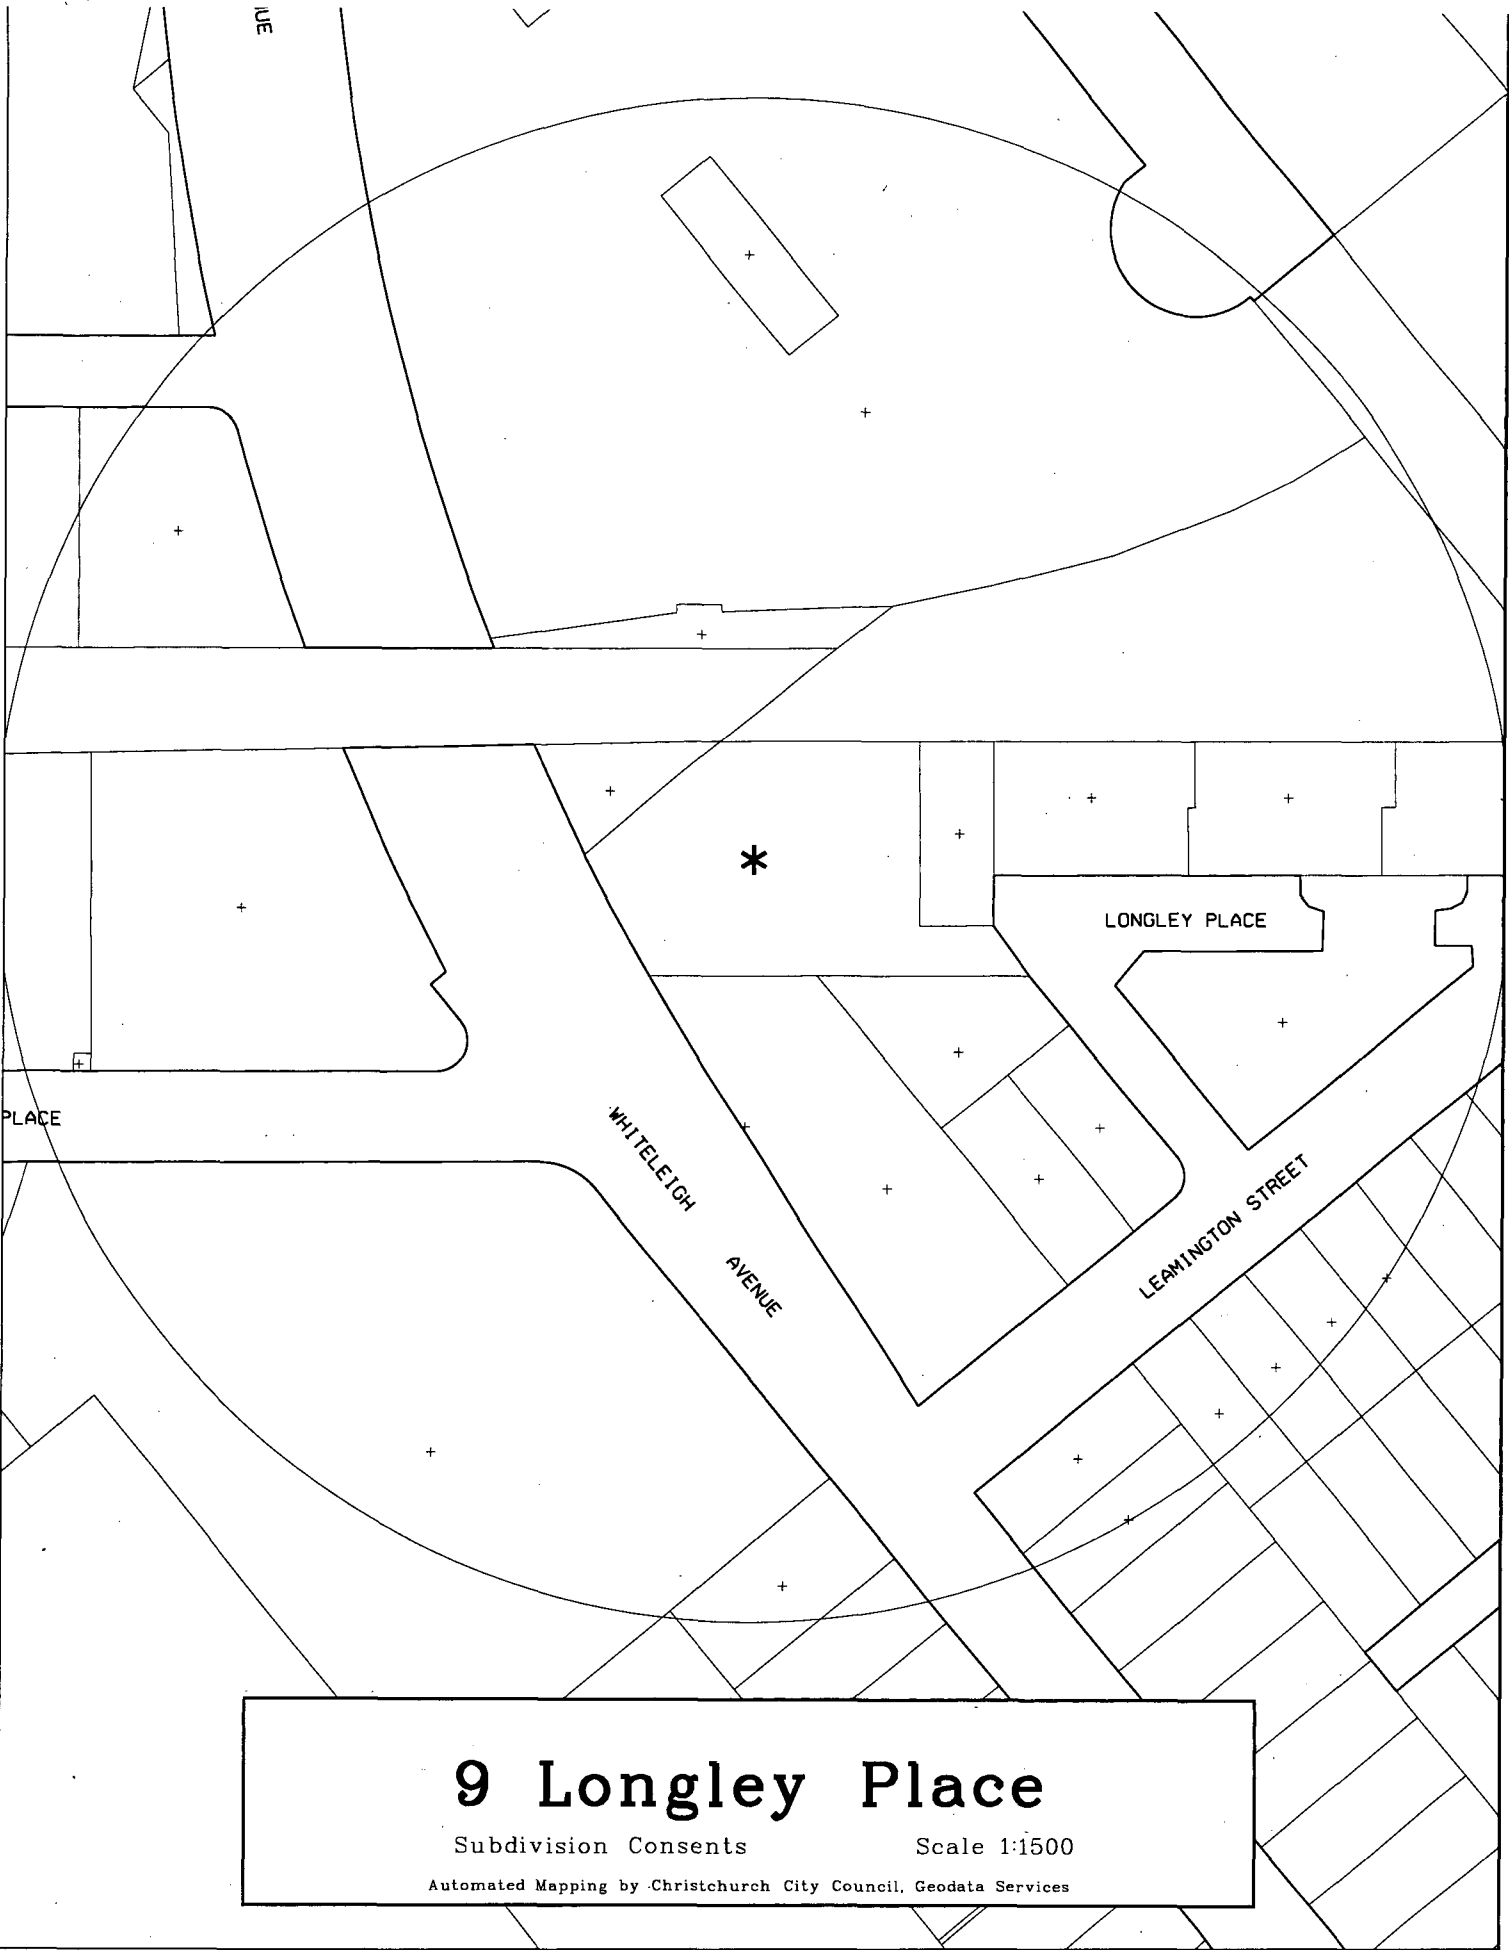 UE
LONGLEY PLACE
PLACE
WHITELEIGH
AVENUE
LEAMINGTON STREET
9 Longley Place
Subdivision Consents Scale 1:1500
Automated Mapping by Christchurch City Council, Geodata Services